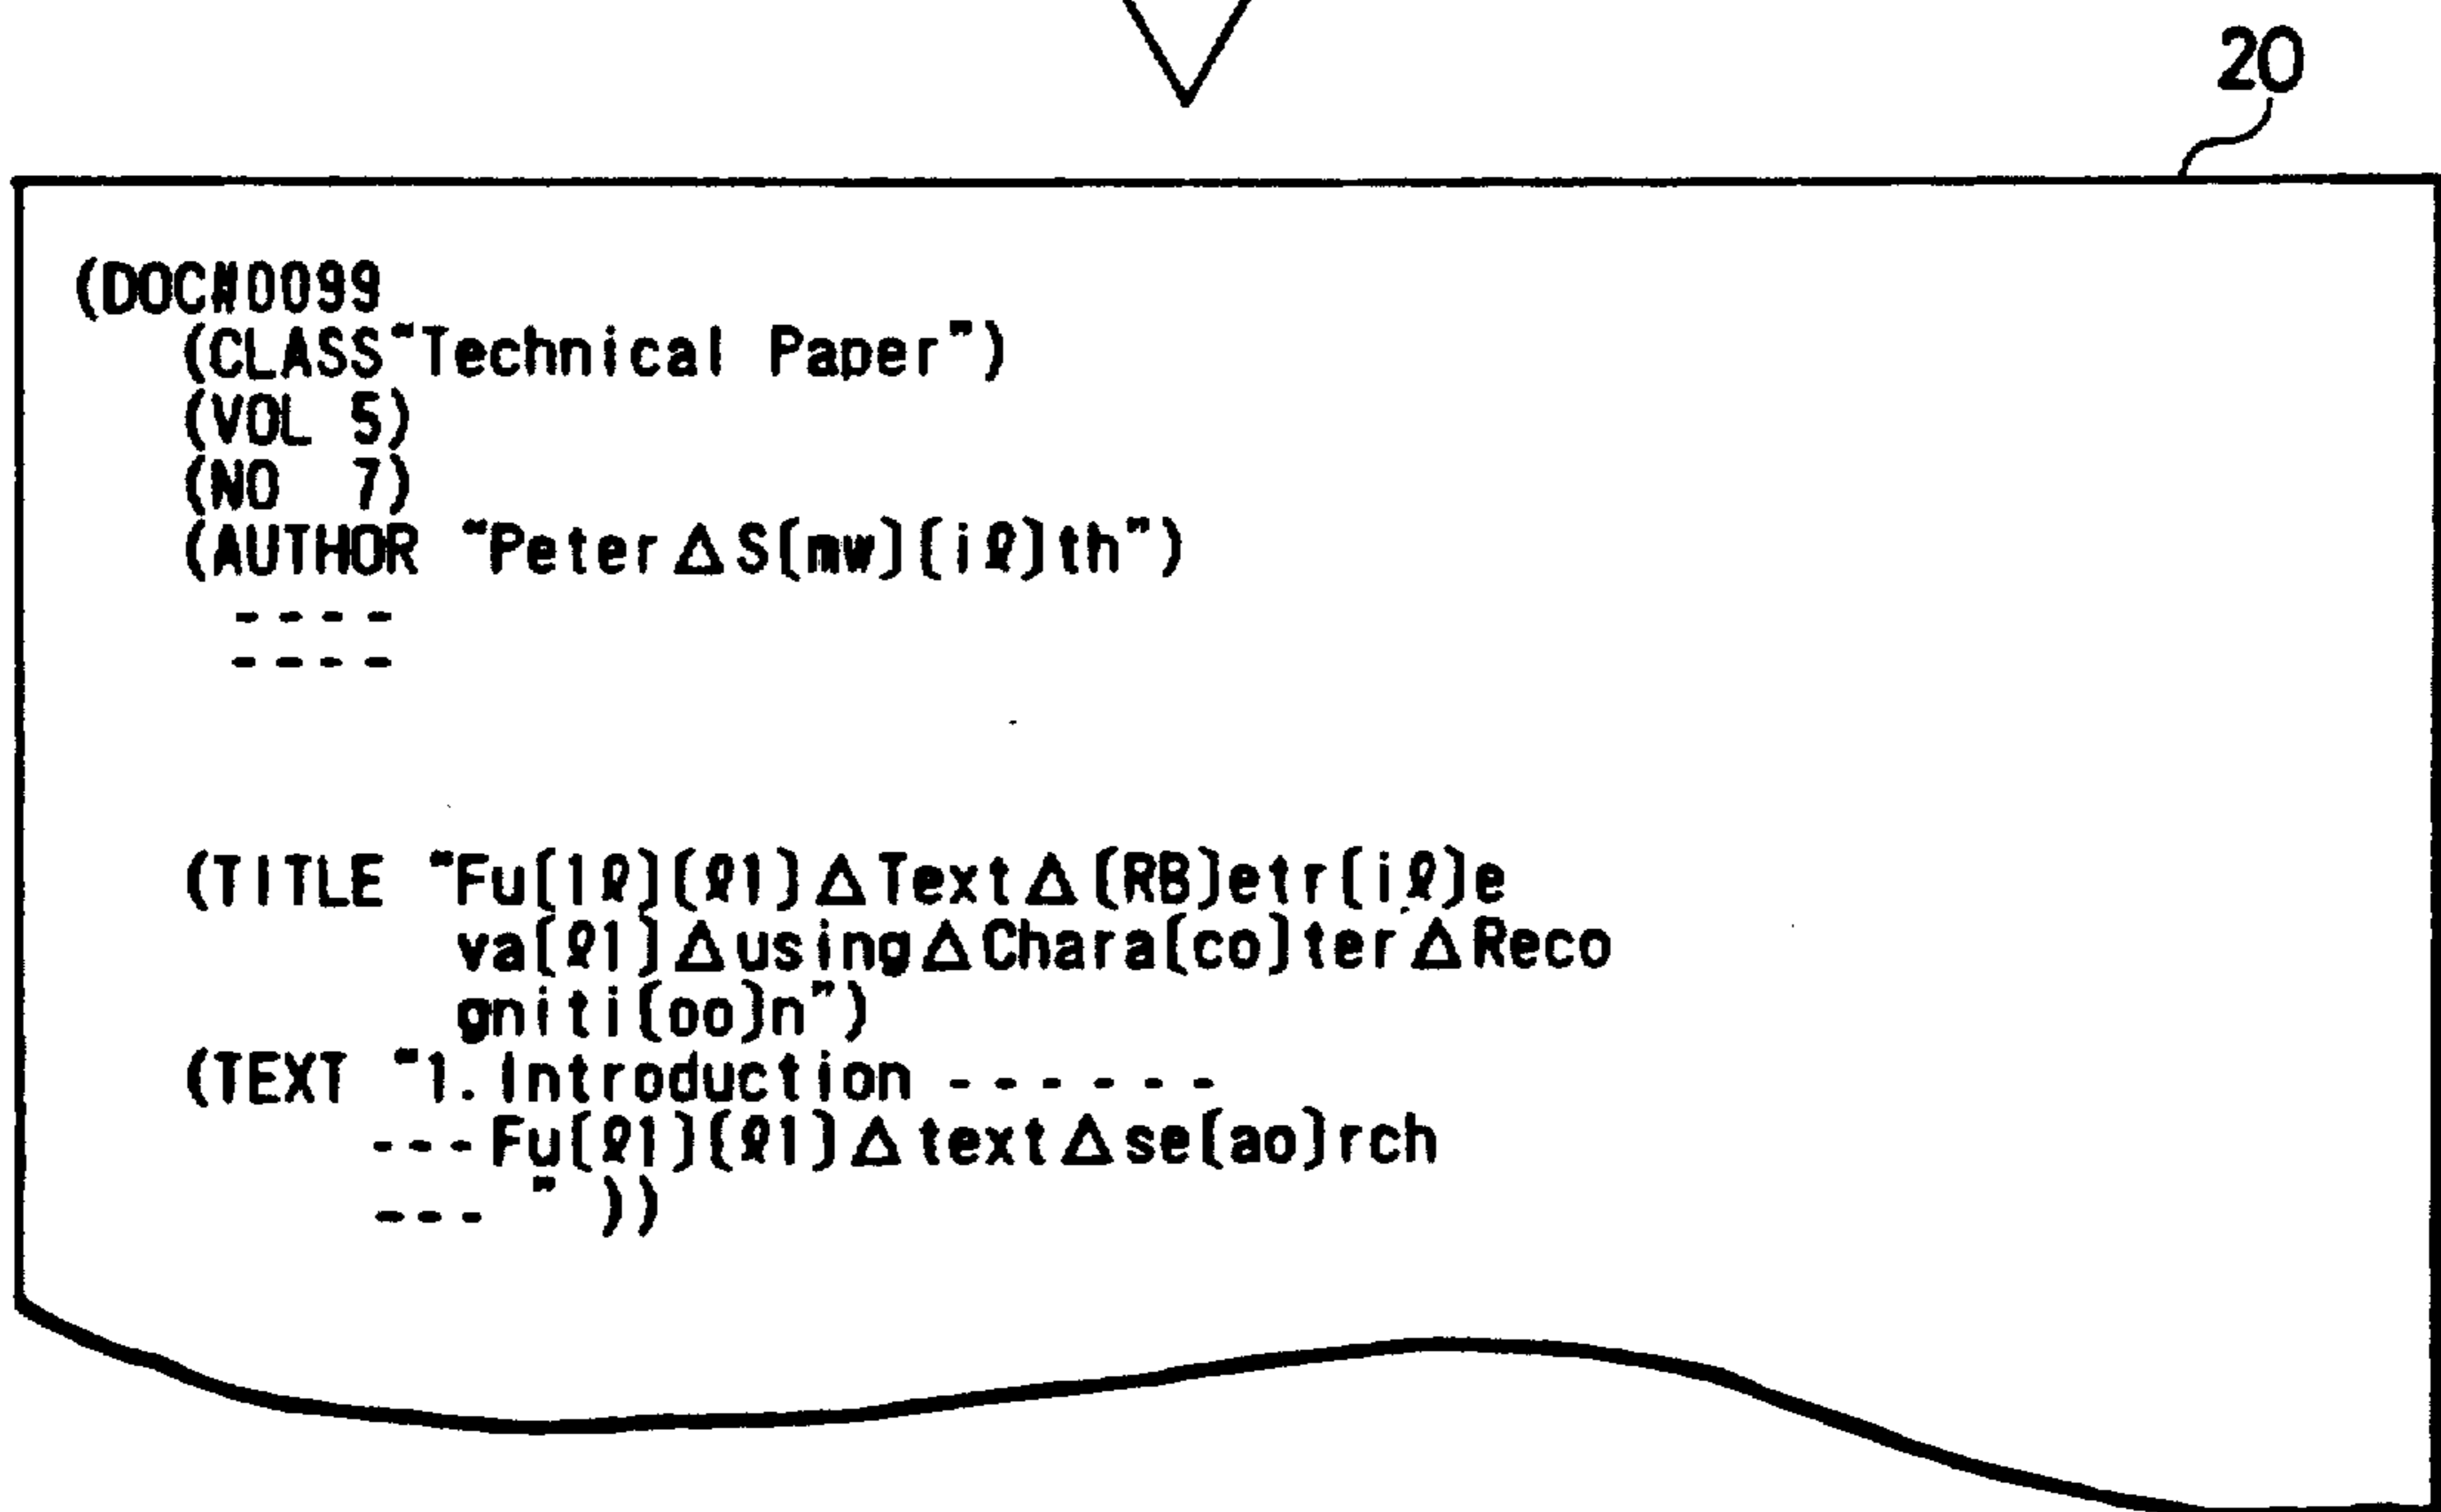 20
(DOC#0099
(CLASS"Technical Paper")
(VOL 5)
(NO 7)
(AUTHOR "Peter△S(mw)(iℓ)th")
----
----
(TITLE "Fu(1ℓ)(ℓ1)△Text△(RB)etr(iℓ)e
va(ℓ1)△using△Chara(co)ter△Reco
gniti(oo)n")
(TEXT "1. Introduction ------
---Fu(ℓ1)(ℓ1)△text△se(ao)rch
--- " ))